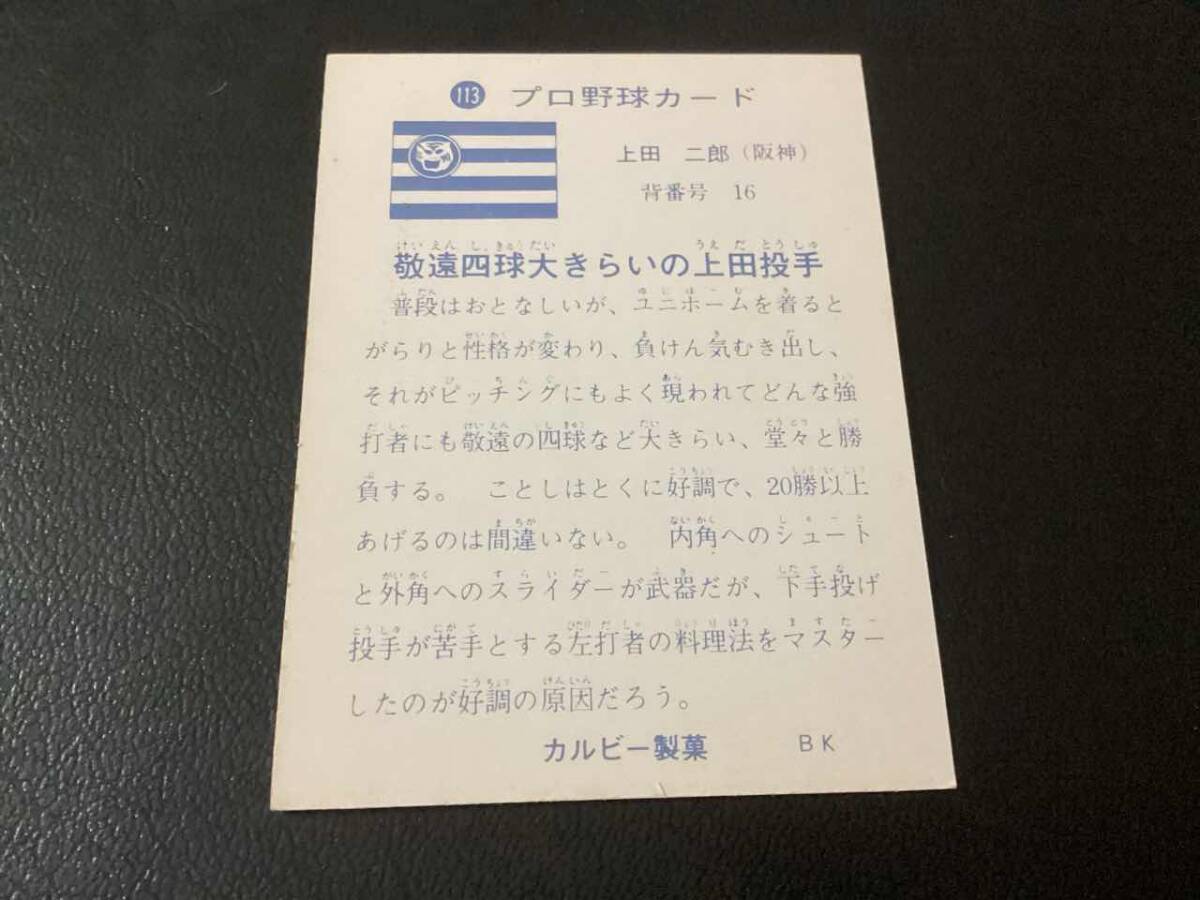 113 プロ野球カード
上田 二郎（阪神）
背番号 16
敬遠四球大きらいの上田投手
普段はおとなしいが、ユニホームを着ると
がらりと性格が変わり、負けん気むき出し、
それがピッチングにもよく現われてどんな強
打者にも敬遠の四球など大きらい、堂々と勝
負する。 ことしはとくに好調で、20勝以上
あげるのは間違いない。 内角へのシュート
と外角へのスライダーが武器だが、下手投げ
投手が苦手とする左打者の料理法をマスター
したのが好調の原因だろう。
カルビー製菓 BK